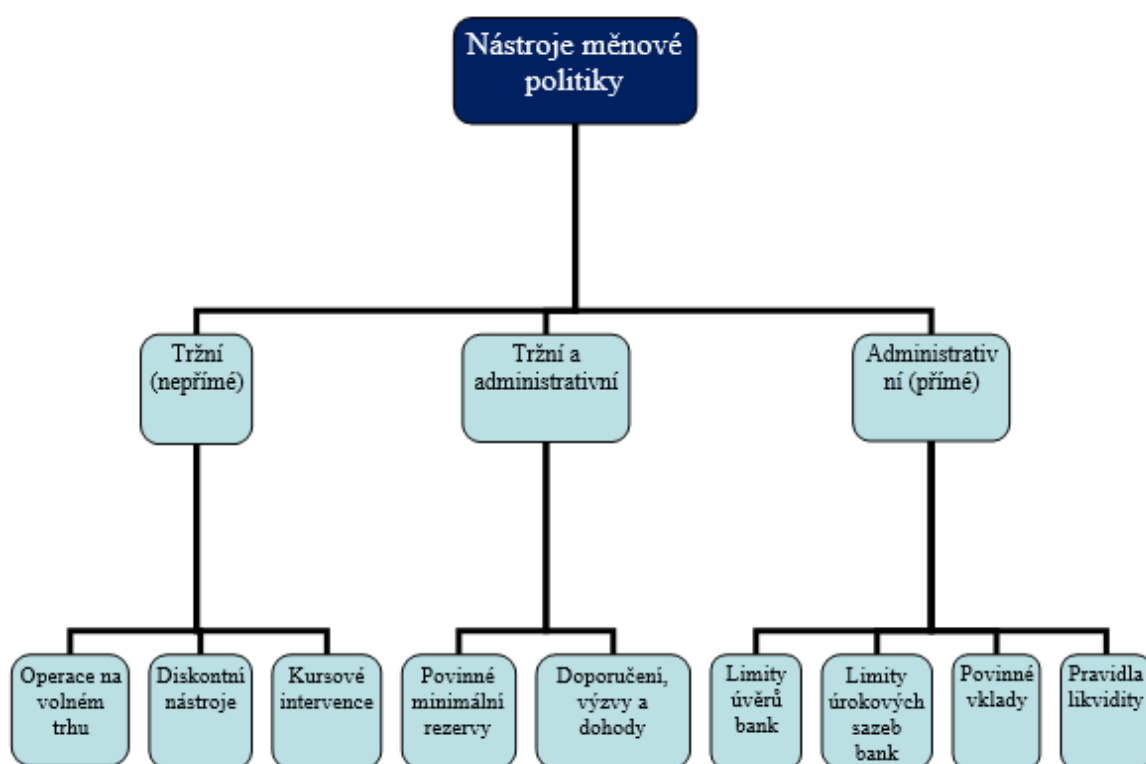 Nástroje měnové
politiky
Tržní
(nepřímé)
Tržní a
administrativní
Administrativ
ní (přímé)
Operace na
volném
trhu
Diskontní
nástroje
Kursové
intervence
Povinné
minimální
rezervy
Doporučení,
výzvy a
dohody
Limity
úvěrů
bank
Limity
úrokových
sazeb
bank
Povinné
vklady
Pravidla
likvidity